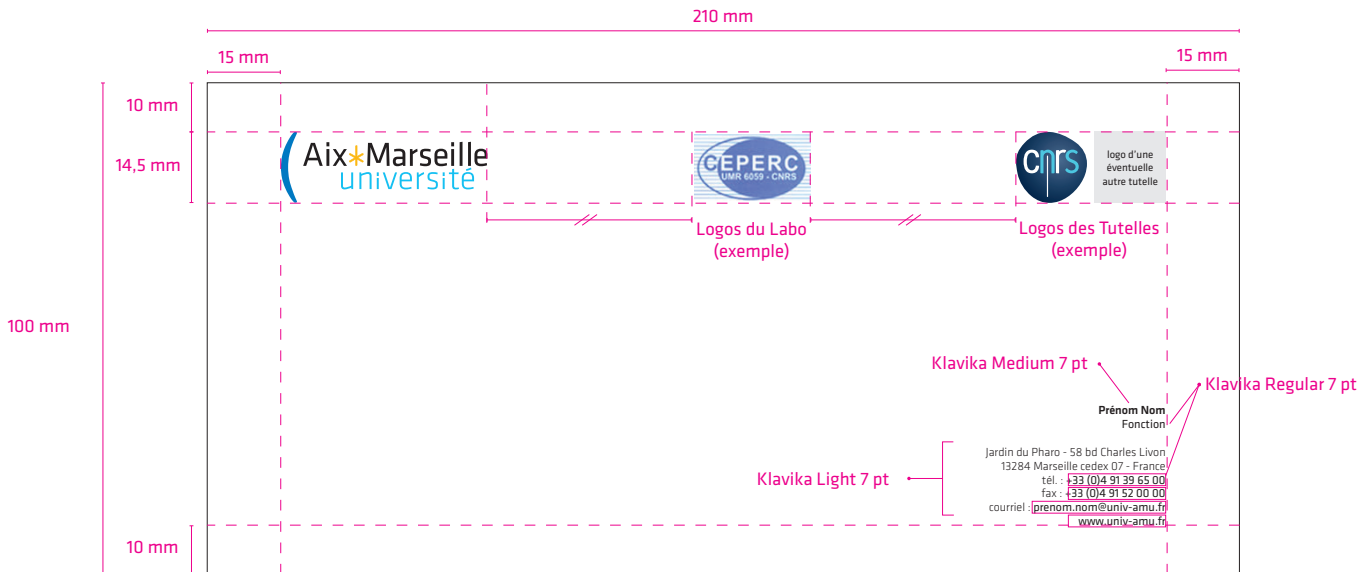 210 mm
15 mm
15 mm
10 mm
14,5 mm
Aix*Marseille
université
CEPERC
UMR 6059 - CNRS
cnrs
logo d'une
éventuelle
autre tutelle
Logos du Labo
(exemple)
Logos des Tutelles
(exemple)
100 mm
Klavika Medium 7 pt
Klavika Regular 7 pt
Prénom Nom
Fonction
Klavika Light 7 pt
Jardin du Pharo - 58 bd Charles Livon
13284 Marseille cedex 07 - France
tél. : +33 (0)4 91 39 65 00
fax : +33 (0)4 91 52 00 00
courriel : prenom.nom@univ-amu.fr
www.univ-amu.fr
10 mm